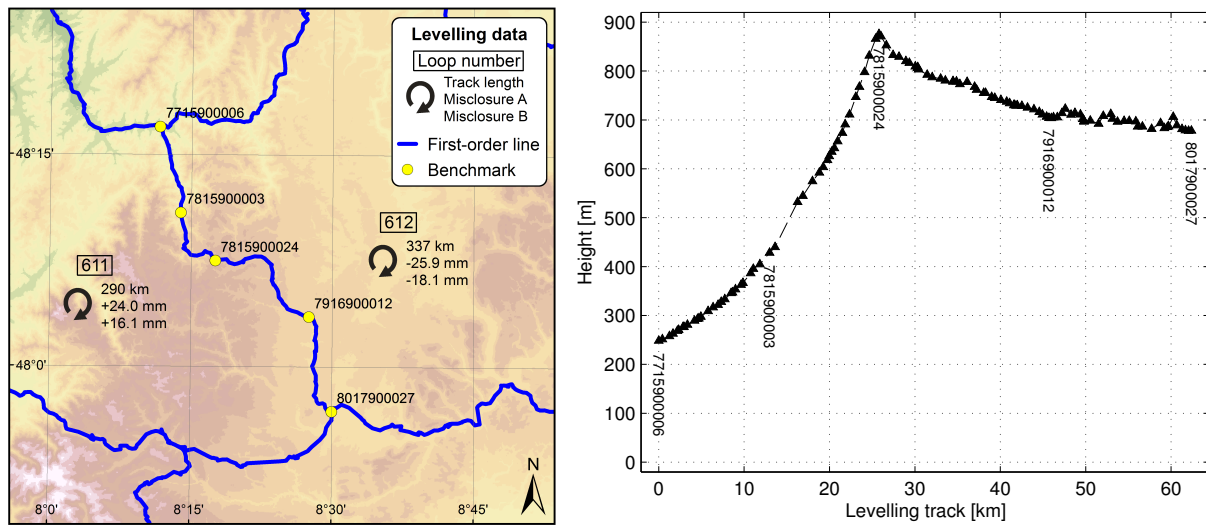 Levelling data
Loop number
Track length
Misclosure A
Misclosure B
First-order line
Benchmark
7715900006
48°15'
7815900003
7815900024
612
337 km
-25.9 mm
-18.1 mm
611
290 km
+24.0 mm
+16.1 mm
7916900012
48°0'
8017900027
N
8°0'
8°15'
8°30'
8°45'
900
800
700
600
500
400
300
200
100
0
Height [m]
7715900006
7815900003
7815900024
7916900012
8017900027
0
10
20
30
40
50
60
Levelling track [km]